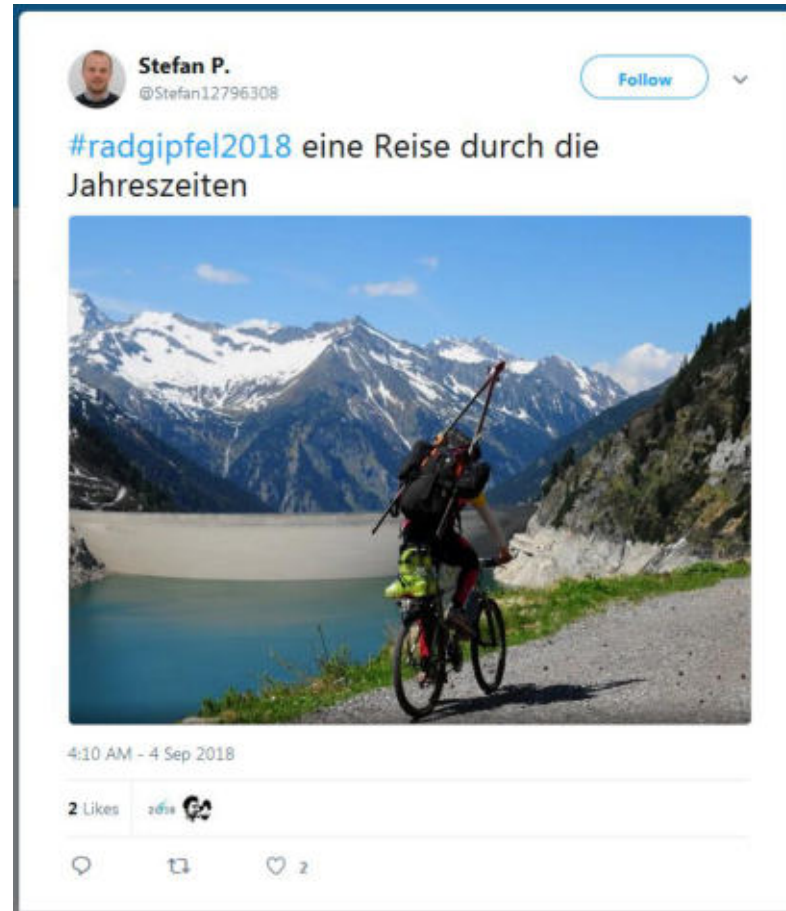 Stefan P.
@Stefan12796308
Follow
#radgipfel2018 eine Reise durch die
Jahreszeiten
4:10 AM - 4 Sep 2018
2 Likes
2